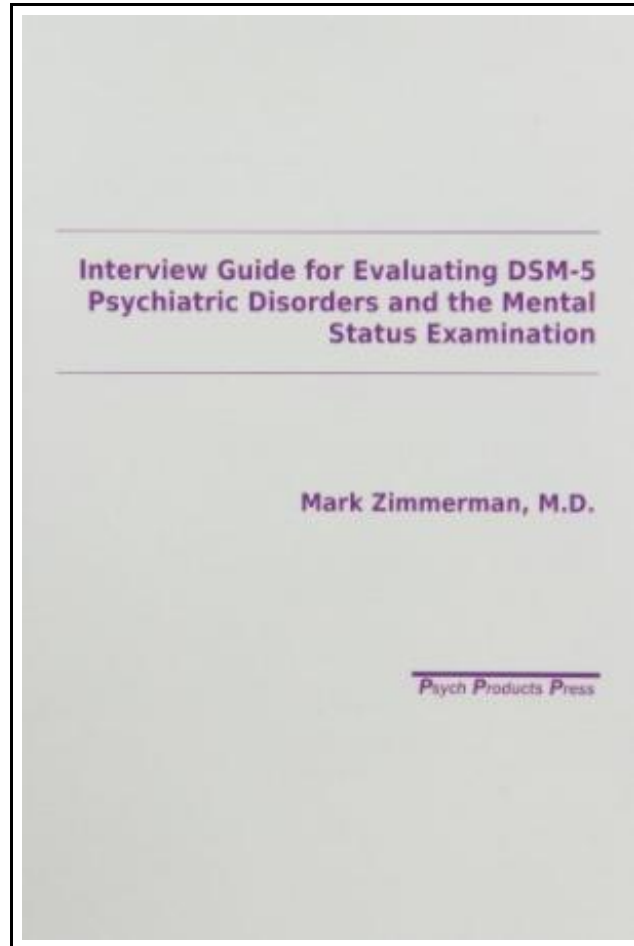 Interview Guide for Evaluating DSM-5
Psychiatric Disorders and the Mental
Status Examination
Mark Zimmerman, M.D.
Psych Products Press